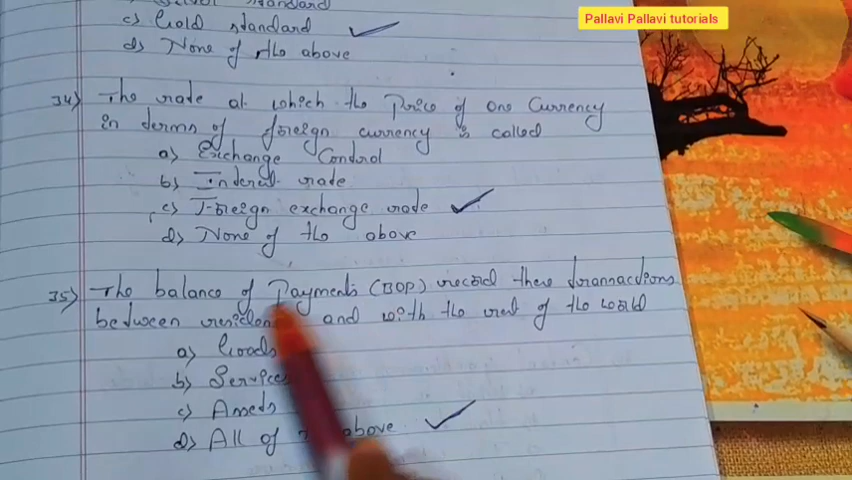 Pallavi Pallavi tutorials
standard
c) Gold standard
d) None of the above
34) The rate at which the Price of one Currency
in terms of foreign currency is called
a) Exchange Control
b) Interest rate
c) Foreign exchange rate
d) None of the above
35) The balance of Payments (BOP) record these transactions
between and with the rest of the world
a) Goods
b) Services
c) Assets
d) All of above